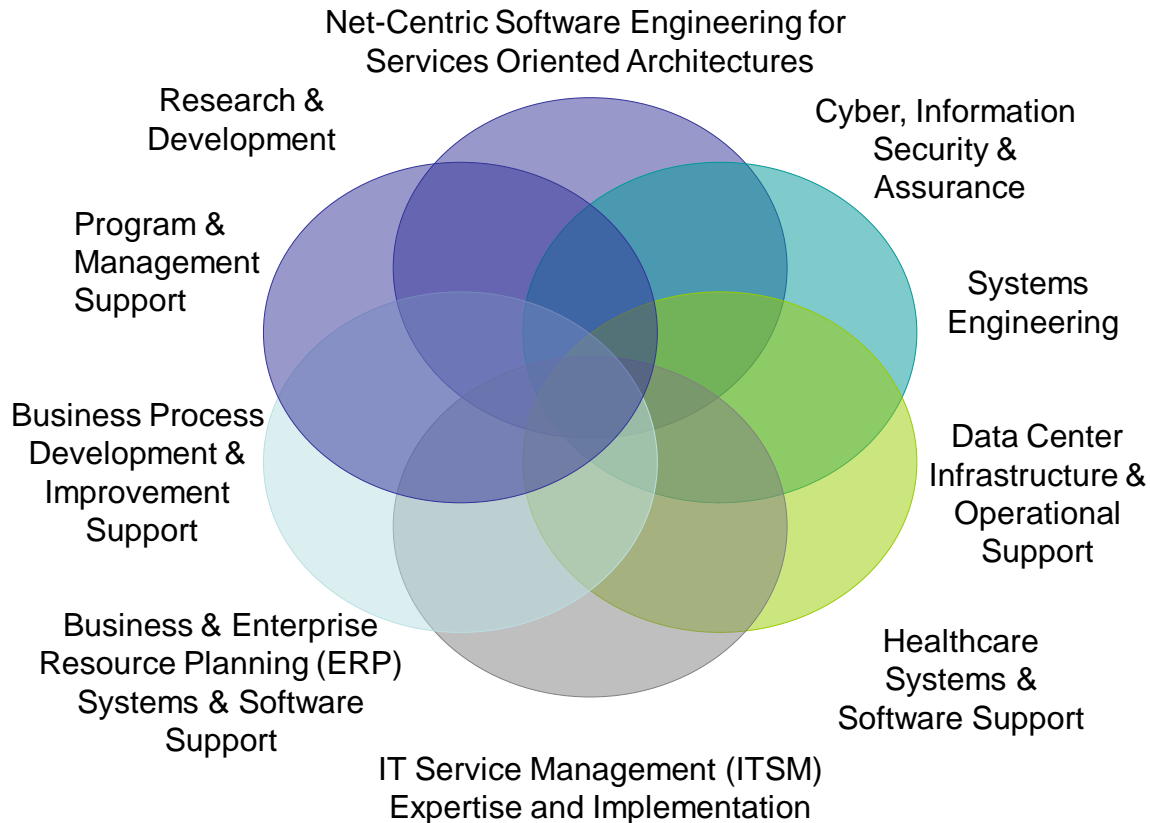 Net-Centric Software Engineering for
Services Oriented Architectures
Research &
Development
Cyber, Information
Security &
Assurance
Program &
Management
Support
Systems
Engineering
Business Process
Development &
Improvement
Support
Data Center
Infrastructure &
Operational
Support
Business & Enterprise
Resource Planning (ERP)
Systems & Software
Support
Healthcare
Systems &
Software Support
IT Service Management (ITSM)
Expertise and Implementation